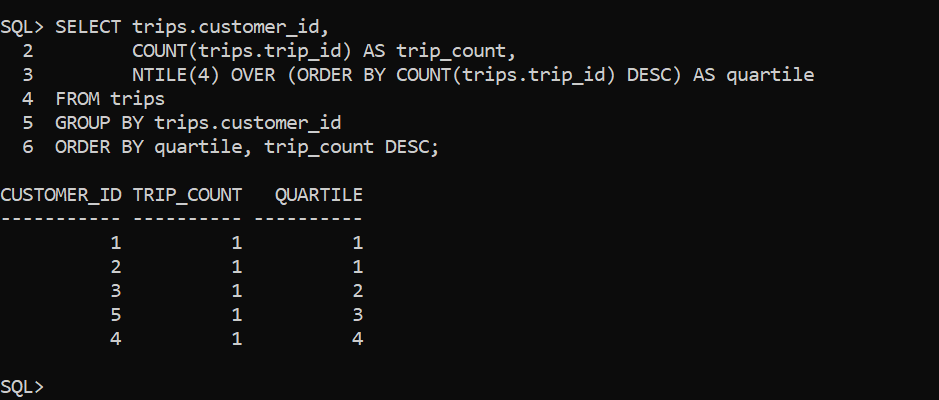 SQL> SELECT trips.customer_id,
  2         COUNT(trips.trip_id) AS trip_count,
  3         NTILE(4) OVER (ORDER BY COUNT(trips.trip_id) DESC) AS quartile
  4  FROM trips
  5  GROUP BY trips.customer_id
  6  ORDER BY quartile, trip_count DESC;
CUSTOMER_ID TRIP_COUNT   QUARTILE
----------- ---------- ----------
          1          1          1
          2          1          1
          3          1          2
          5          1          3
          4          1          4
SQL>